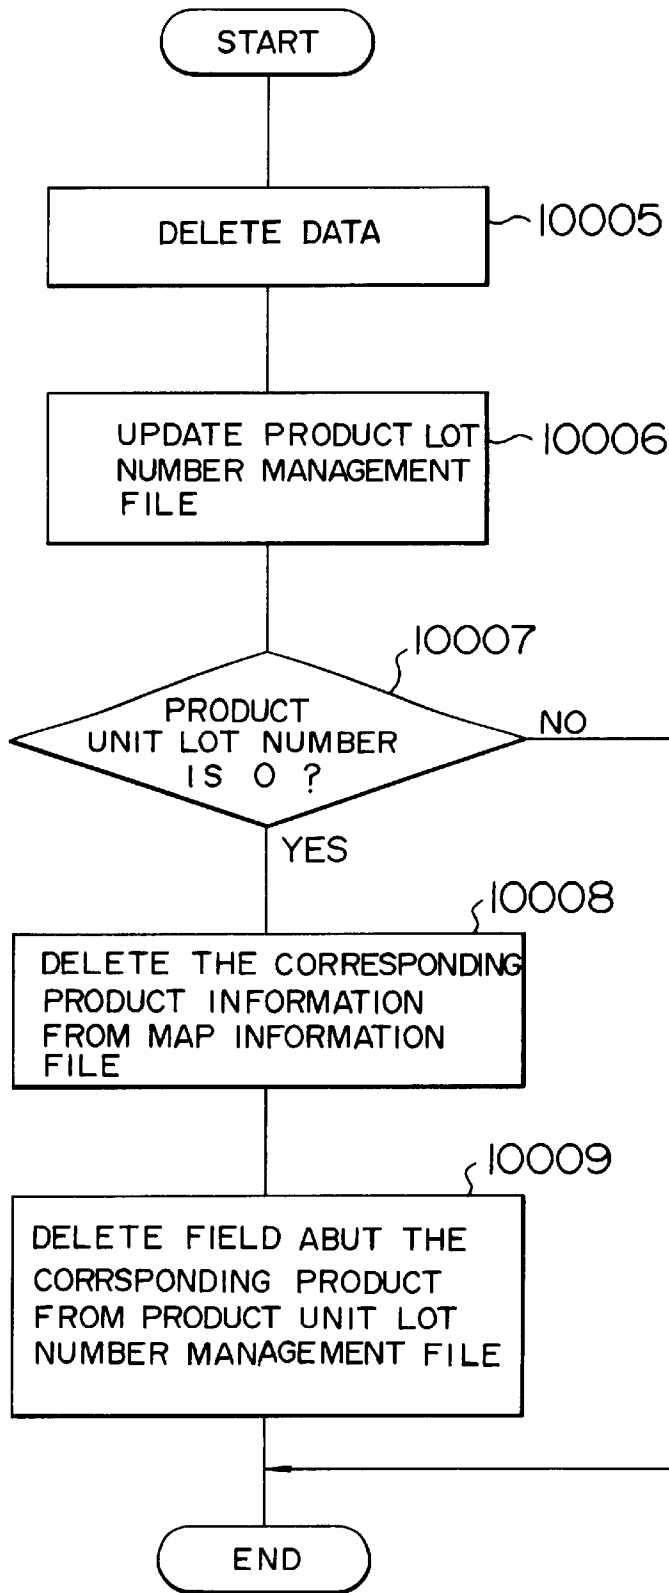 START
DELETE DATA
10005
UPDATE PRODUCT LOT
NUMBER MANAGEMENT
FILE
10006
10007
PRODUCT
UNIT LOT NUMBER
IS 0 ?
NO
YES
10008
DELETE THE CORRESPONDING
PRODUCT INFORMATION
FROM MAP INFORMATION
FILE
10009
DELETE FIELD ABUT THE
CORRSPONDING PRODUCT
FROM PRODUCT UNIT LOT
NUMBER MANAGEMENT FILE
END